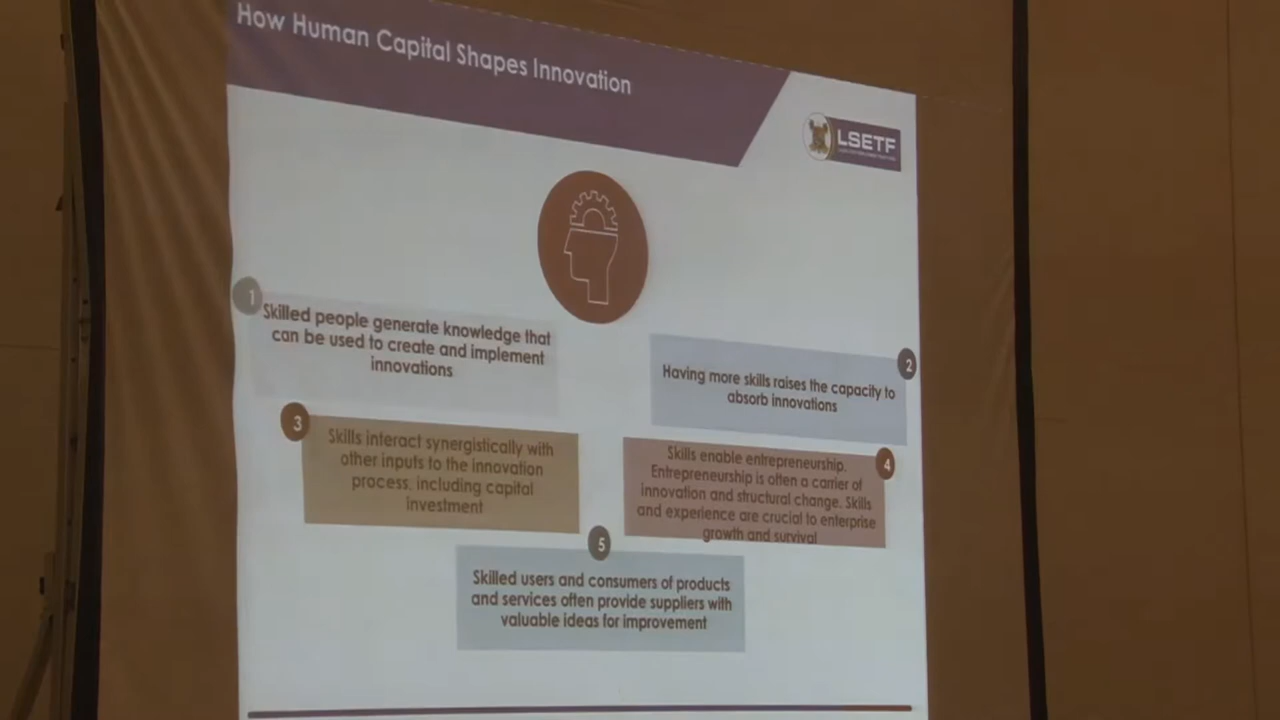 How Human Capital Shapes Innovation
LSETF
1
Skilled people generate knowledge that
can be used to create and implement
innovations
2
Having more skills raises the capacity to
absorb innovations
3
Skills interact synergistically with
other inputs to the innovation
process, including capital
investment
4
Skills enable entrepreneurship.
Entrepreneurship is often a carrier of
innovation and structural change. Skills
and experience are crucial to enterprise
growth and survival
5
Skilled users and consumers of products
and services often provide suppliers with
valuable ideas for improvement